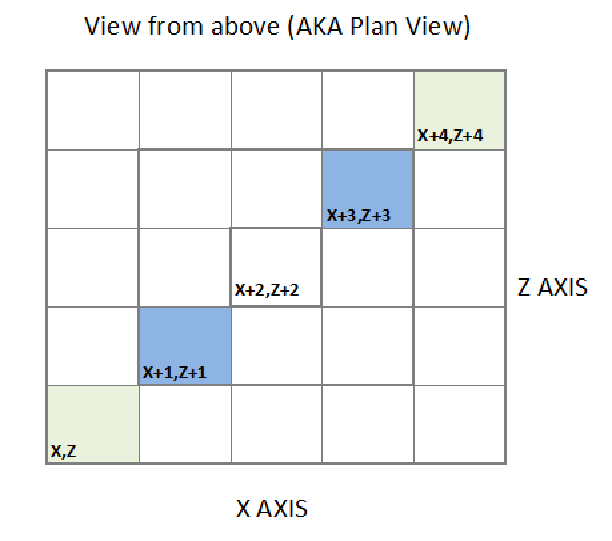 View from above (AKA Plan View)
X+4,Z+4
X+3,Z+3
X+2,Z+2
Z AXIS
X+1,Z+1
X,Z
X AXIS